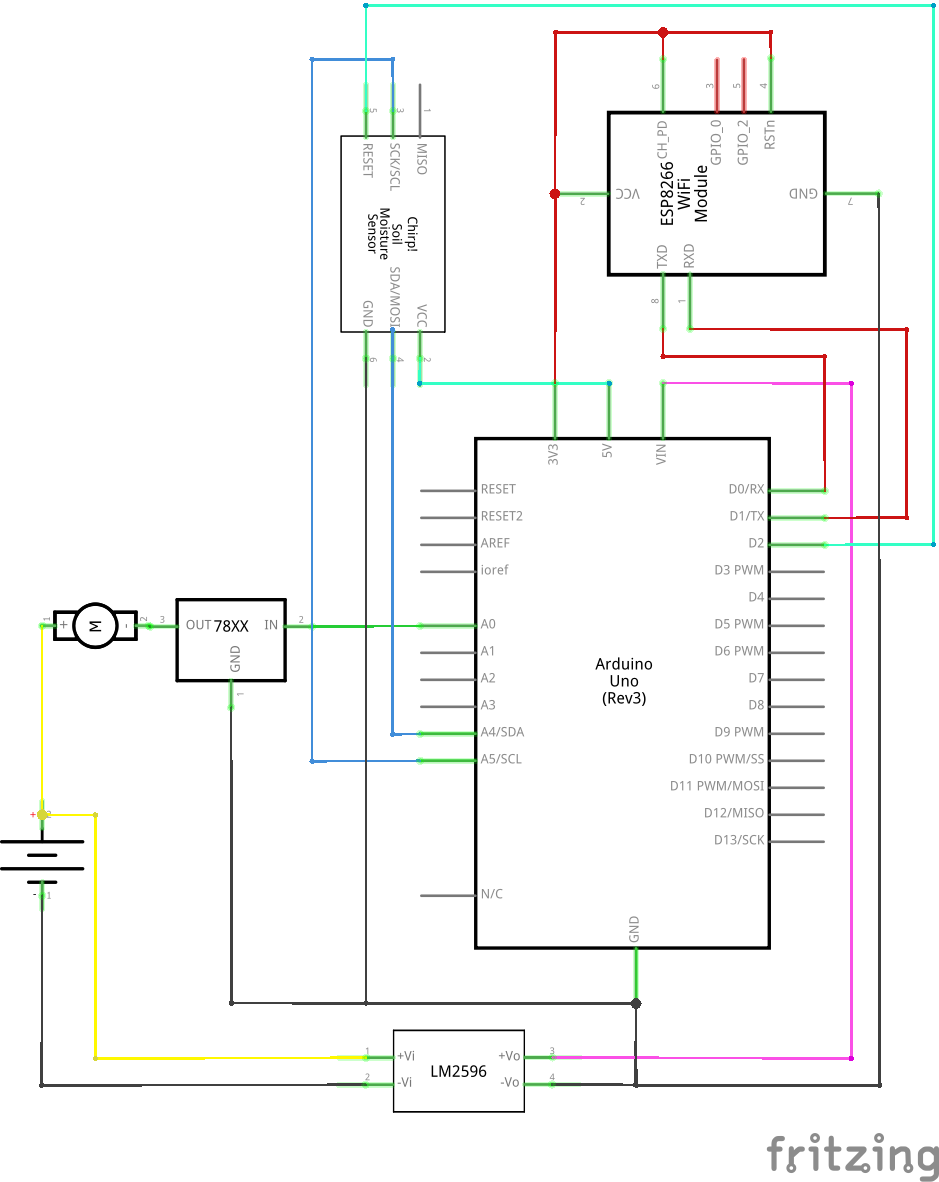 5
3
1
RESET
SCK/SCL
MISO
Chirp!
Soil
Moisture
Sensor
GND
SDA/MOSI
VCC
6
4
2
6
3
5
4
CH_PD
GPIO_0
GPIO_2
RSTn
VCC
2
ESP8266
WiFi
Module
GND
7
TXD
RXD
8
1
3V3
5V
VIN
RESET
RESET2
AREF
ioref
A0
A1
A2
A3
A4/SDA
A5/SCL
N/C
Arduino
Uno
(Rev3)
D0/RX
D1/TX
D2
D3 PWM
D4
D5 PWM
D6 PWM
D7
D8
D9 PWM
D10 PWM/SS
D11 PWM/MOSI
D12/MISO
D13/SCK
GND
1
+
M
-
2
3
OUT
78XX
IN
2
GND
1
+
2
-
1
1
+Vi
2
-Vi
LM2596
+Vo
3
-Vo
4
fritzing